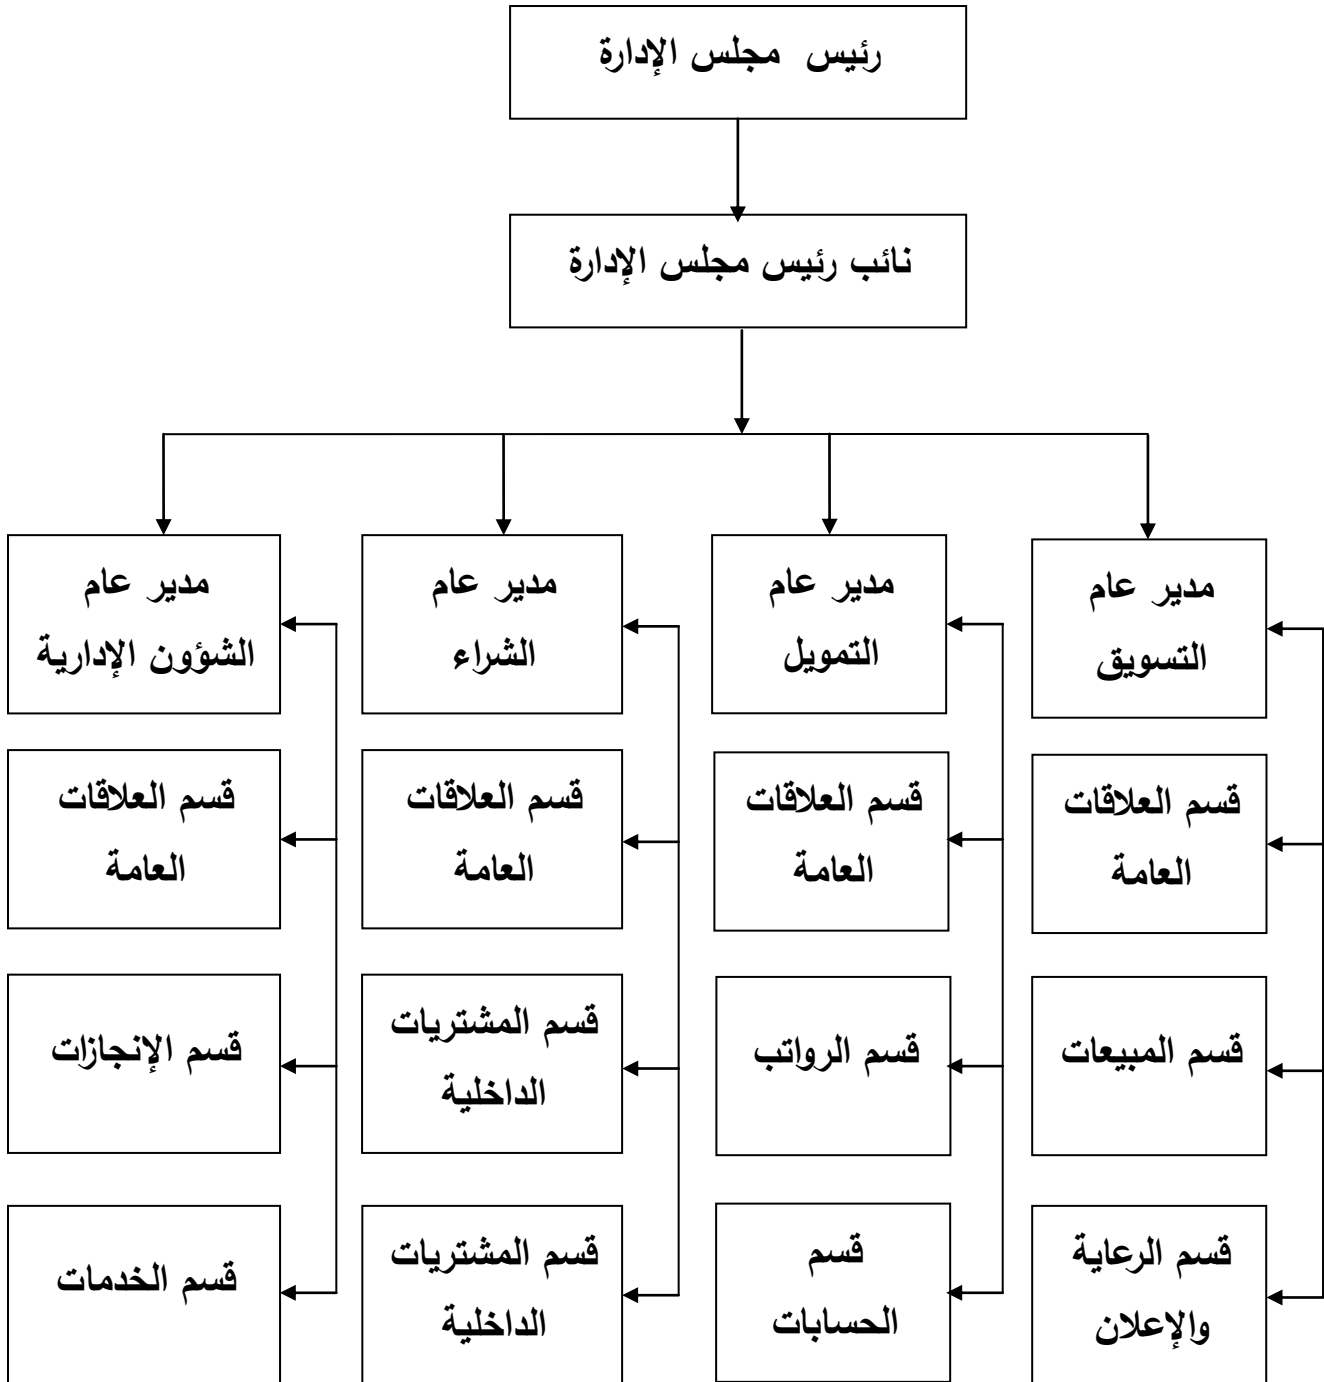 رئيس مجلس الإدارة
نائب رئيس مجلس الإدارة
مدير عام
التسويق
مدير عام
التمويل
مدير عام
الشراء
مدير عام
الشؤون الإدارية
قسم العلاقات
العامة
قسم العلاقات
العامة
قسم العلاقات
العامة
قسم العلاقات
العامة
قسم المبيعات
قسم الرواتب
قسم المشتريات
الداخلية
قسم الإنجازات
قسم الرعاية
والإعلان
قسم
الحسابات
قسم المشتريات
الداخلية
قسم الخدمات